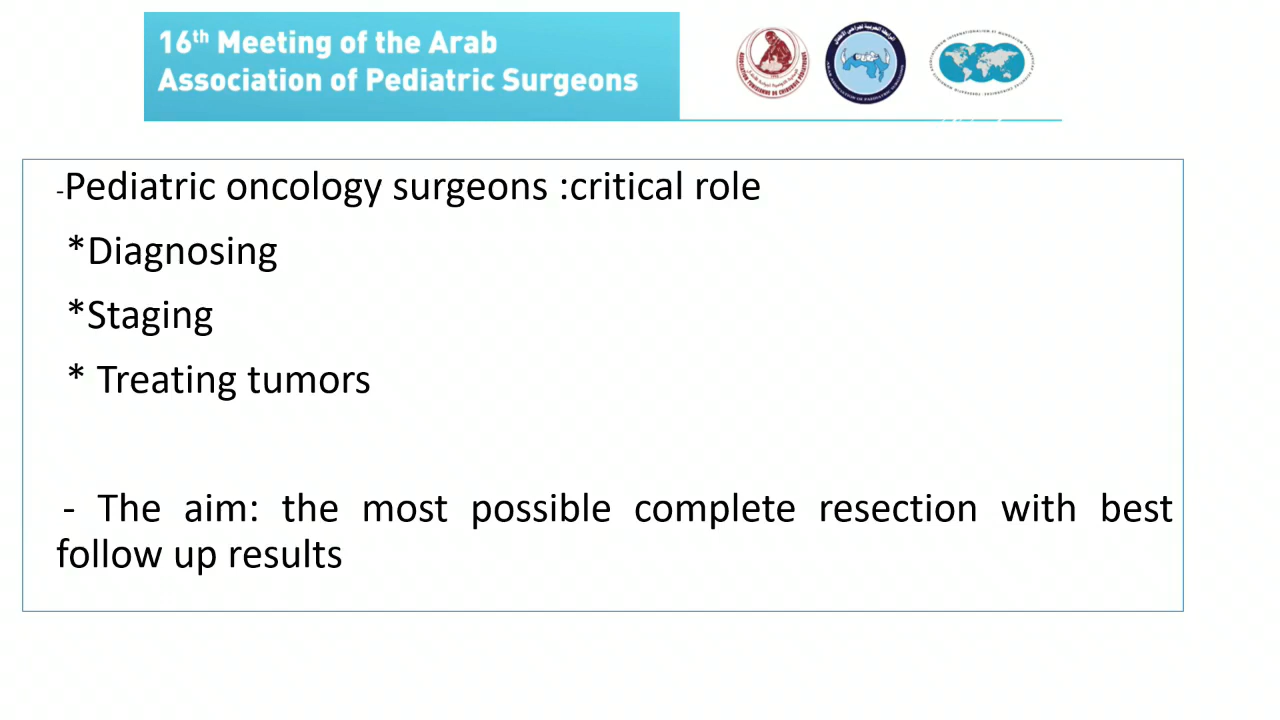 16th Meeting of the Arab
Association of Pediatric Surgeons
-Pediatric oncology surgeons :critical role
*Diagnosing
*Staging
* Treating tumors
- The aim: the most possible complete resection with best
follow up results